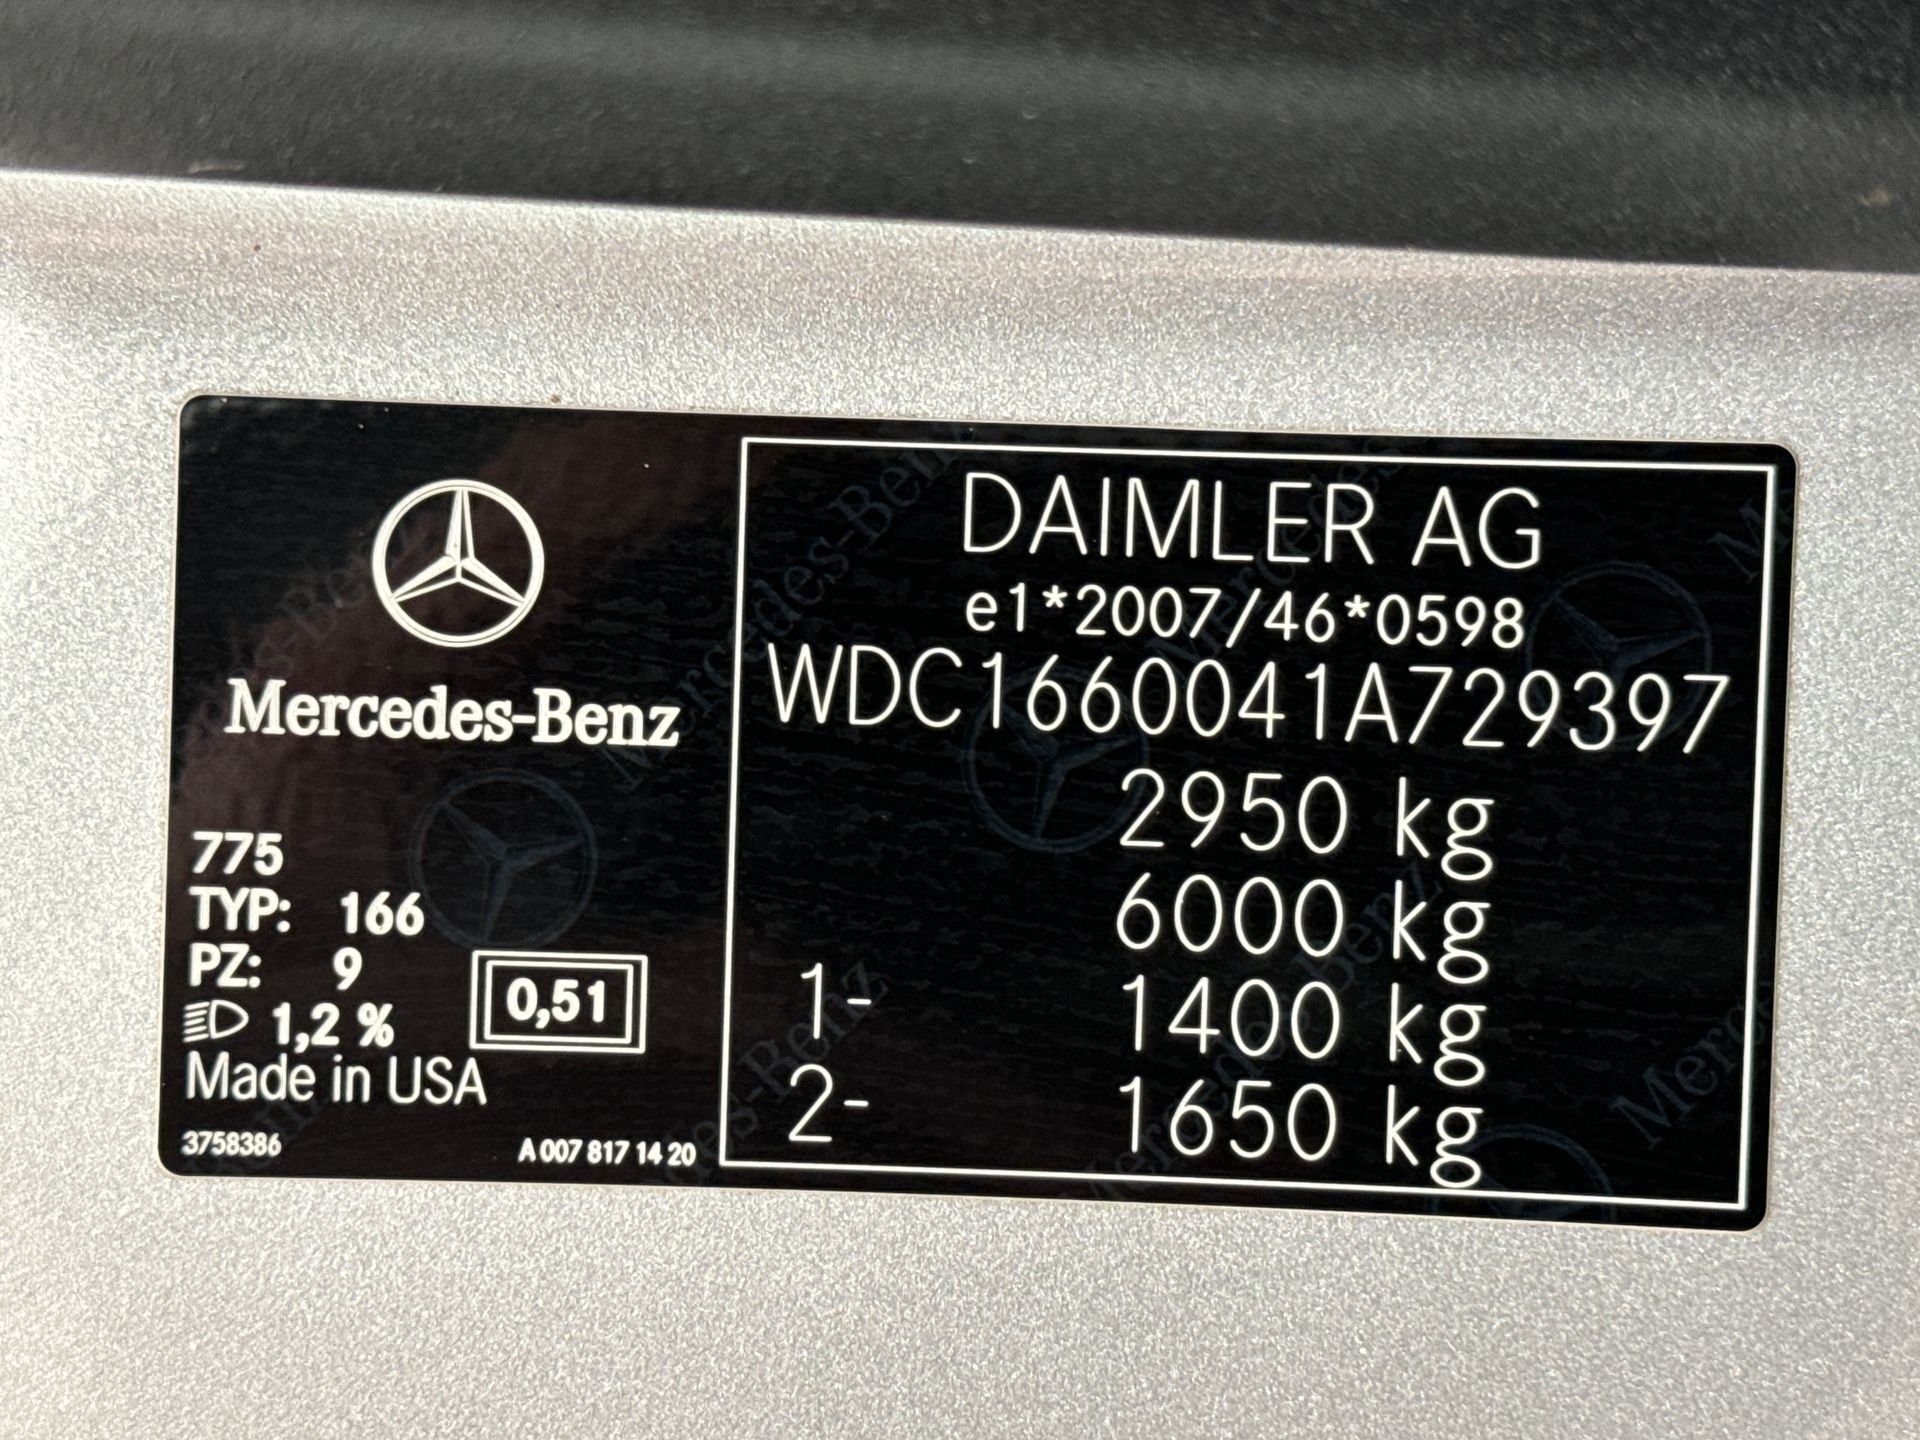 Mercedes-Benz
775
TYP: 166
PZ: 9
1,2 %
0,51
Made in USA
3758386
A 007 817 14 20
DAIMLER AG
e1*2007/46*0598
WDC1660041A729397
2950 kg
6000 kg
1- 1400 kg
2- 1650 kg